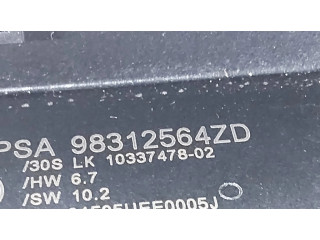 PSA 98312564ZD
/30S LK 10337478-02
/HW 6.7
/SW 10.2